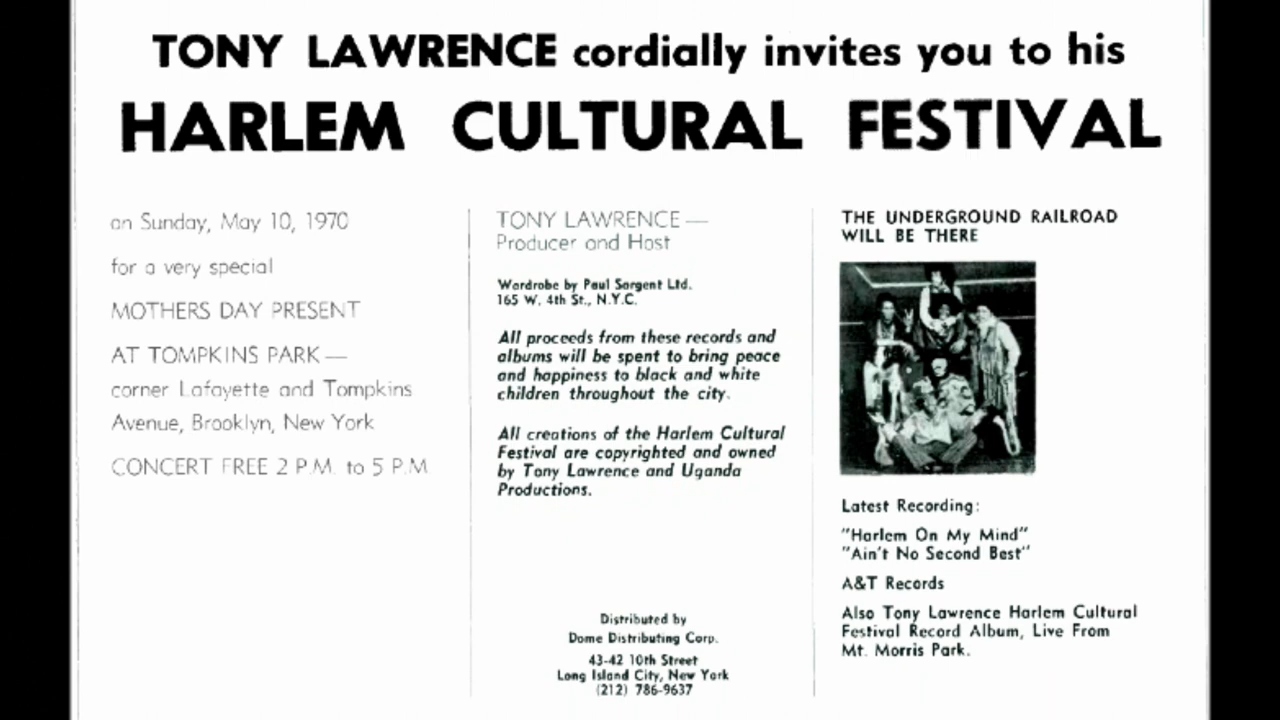 TONY LAWRENCE cordially invites you to his
HARLEM CULTURAL FESTIVAL
on Sunday, May 10, 1970
for a very special
MOTHERS DAY PRESENT
AT TOMPKINS PARK—
corner Lafayette and Tompkins
Avenue, Brooklyn, New York
CONCERT FREE 2 P.M. to 5 P.M.
TONY LAWRENCE—
Producer and Host
Wardrobe by Paul Sargent Ltd.
165 W. 4th St., N.Y.C.
All proceeds from these records and
albums will be spent to bring peace
and happiness to black and white
children throughout the city.
All creations of the Harlem Cultural
Festival are copyrighted and owned
by Tony Lawrence and Uganda
Productions.
Distributed by
Dome Distributing Corp.
43-42 10th Street
Long Island City, New York
(212) 786-9637
THE UNDERGROUND RAILROAD
WILL BE THERE
Latest Recording:
"Harlem On My Mind"
"Ain't No Second Best"
A&T Records
Also Tony Lawrence Harlem Cultural
Festival Record Album, Live From
Mt. Morris Park.